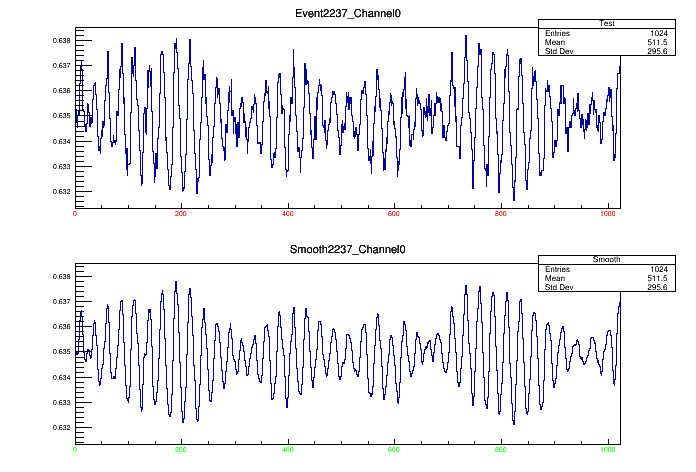 Event2237_Channel0
Test
Entries 1024
Mean 511.5
Std Dev 295.6
0.638
0.637
0.636
0.635
0.634
0.633
0.632
0 200 400 600 800 1000
Smooth2237_Channel0
Smooth
Entries 1024
Mean 511.5
Std Dev 295.6
0.638
0.637
0.636
0.635
0.634
0.633
0.632
0 200 400 600 800 1000